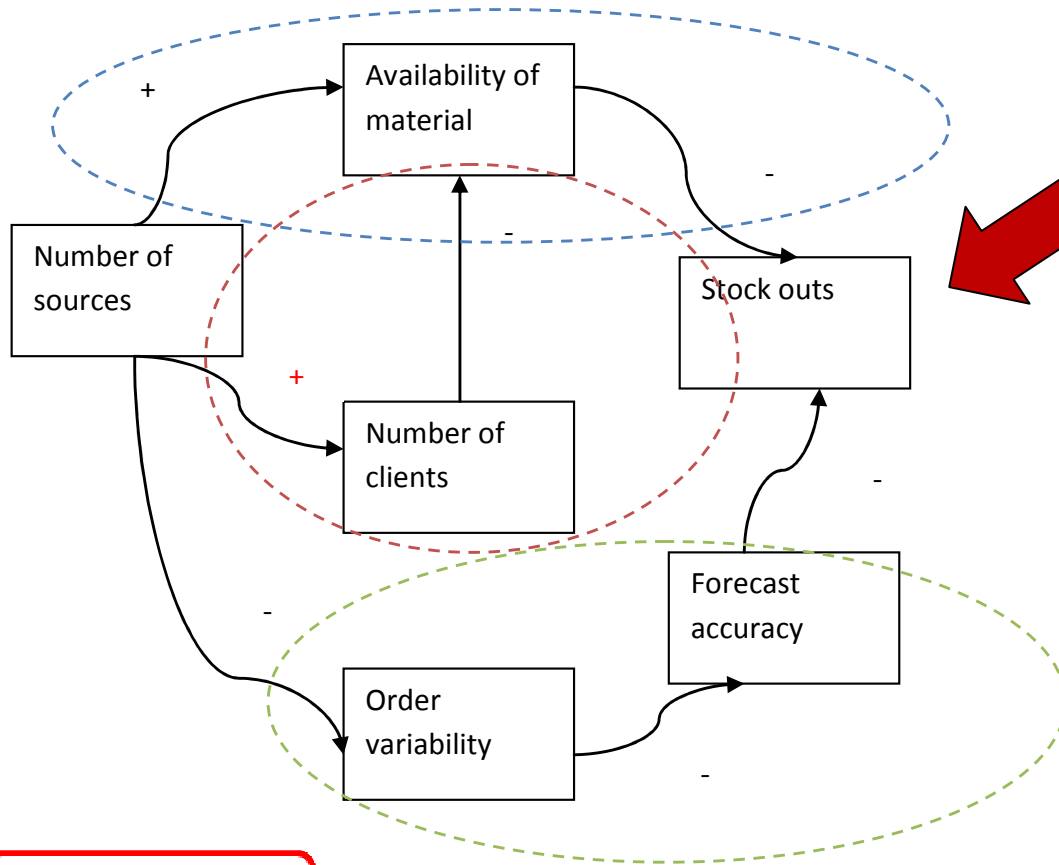 +
Availability of
material
-
-
Number of
sources
Stock outs
+
Number of
clients
-
Forecast
accuracy
-
Order
variability
-